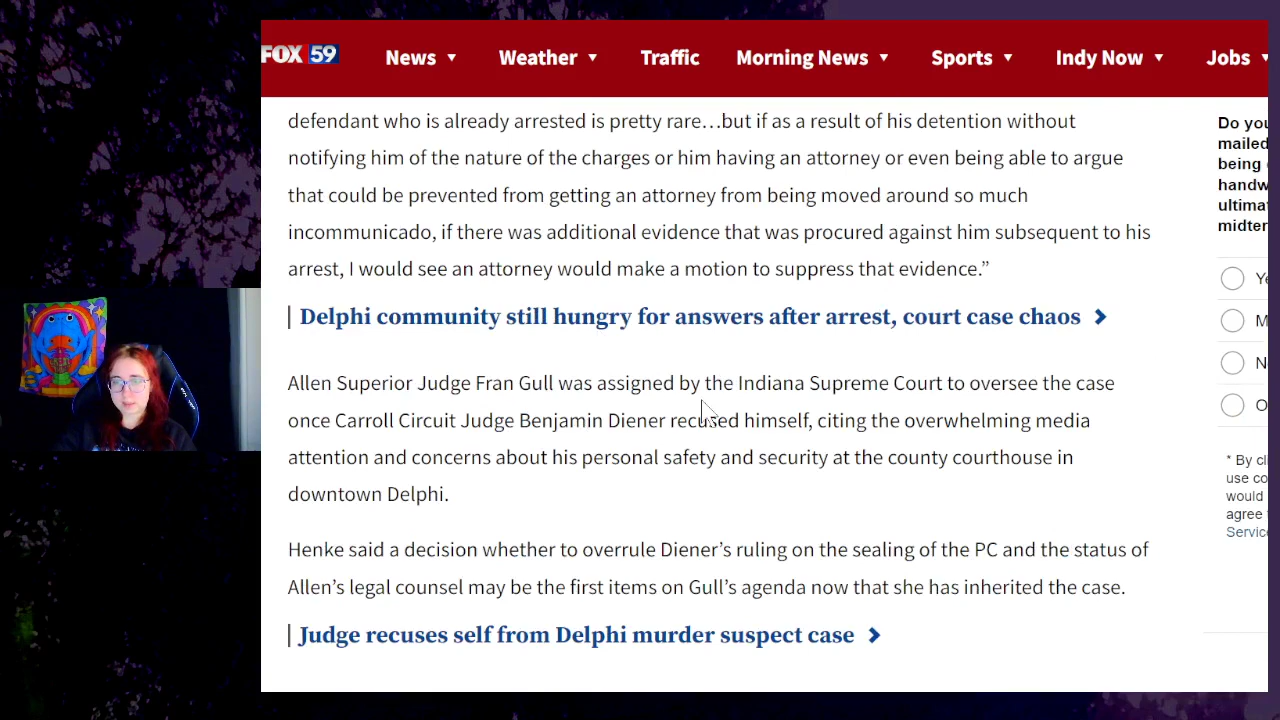 FOX 59 News Weather Traffic Morning News Sports Indy Now Jobs
defendant who is already arrested is pretty rare…but if as a result of his detention without
notifying him of the nature of the charges or him having an attorney or even being able to argue
that could be prevented from getting an attorney from being moved around so much
incommunicado, if there was additional evidence that was procured against him subsequent to his
arrest, I would see an attorney would make a motion to suppress that evidence.”
Delphi community still hungry for answers after arrest, court case chaos
Allen Superior Judge Fran Gull was assigned by the Indiana Supreme Court to oversee the case
once Carroll Circuit Judge Benjamin Diener recused himself, citing the overwhelming media
attention and concerns about his personal safety and security at the county courthouse in
downtown Delphi.
Henke said a decision whether to overrule Diener’s ruling on the sealing of the PC and the status of
Allen’s legal counsel may be the first items on Gull’s agenda now that she has inherited the case.
Judge recuses self from Delphi murder suspect case
Do you
mailed
being
handw
ultima
midter
Ye
M
N
O
* By cl
use co
would
agree
Servic